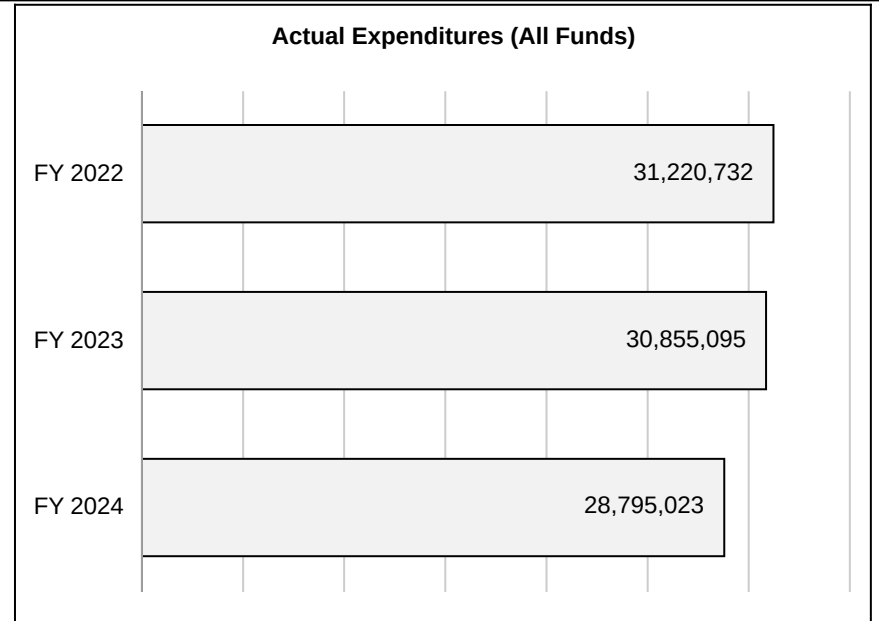 Actual Expenditures (All Funds)
FY 2022 31,220,732
FY 2023 30,855,095
FY 2024 28,795,023